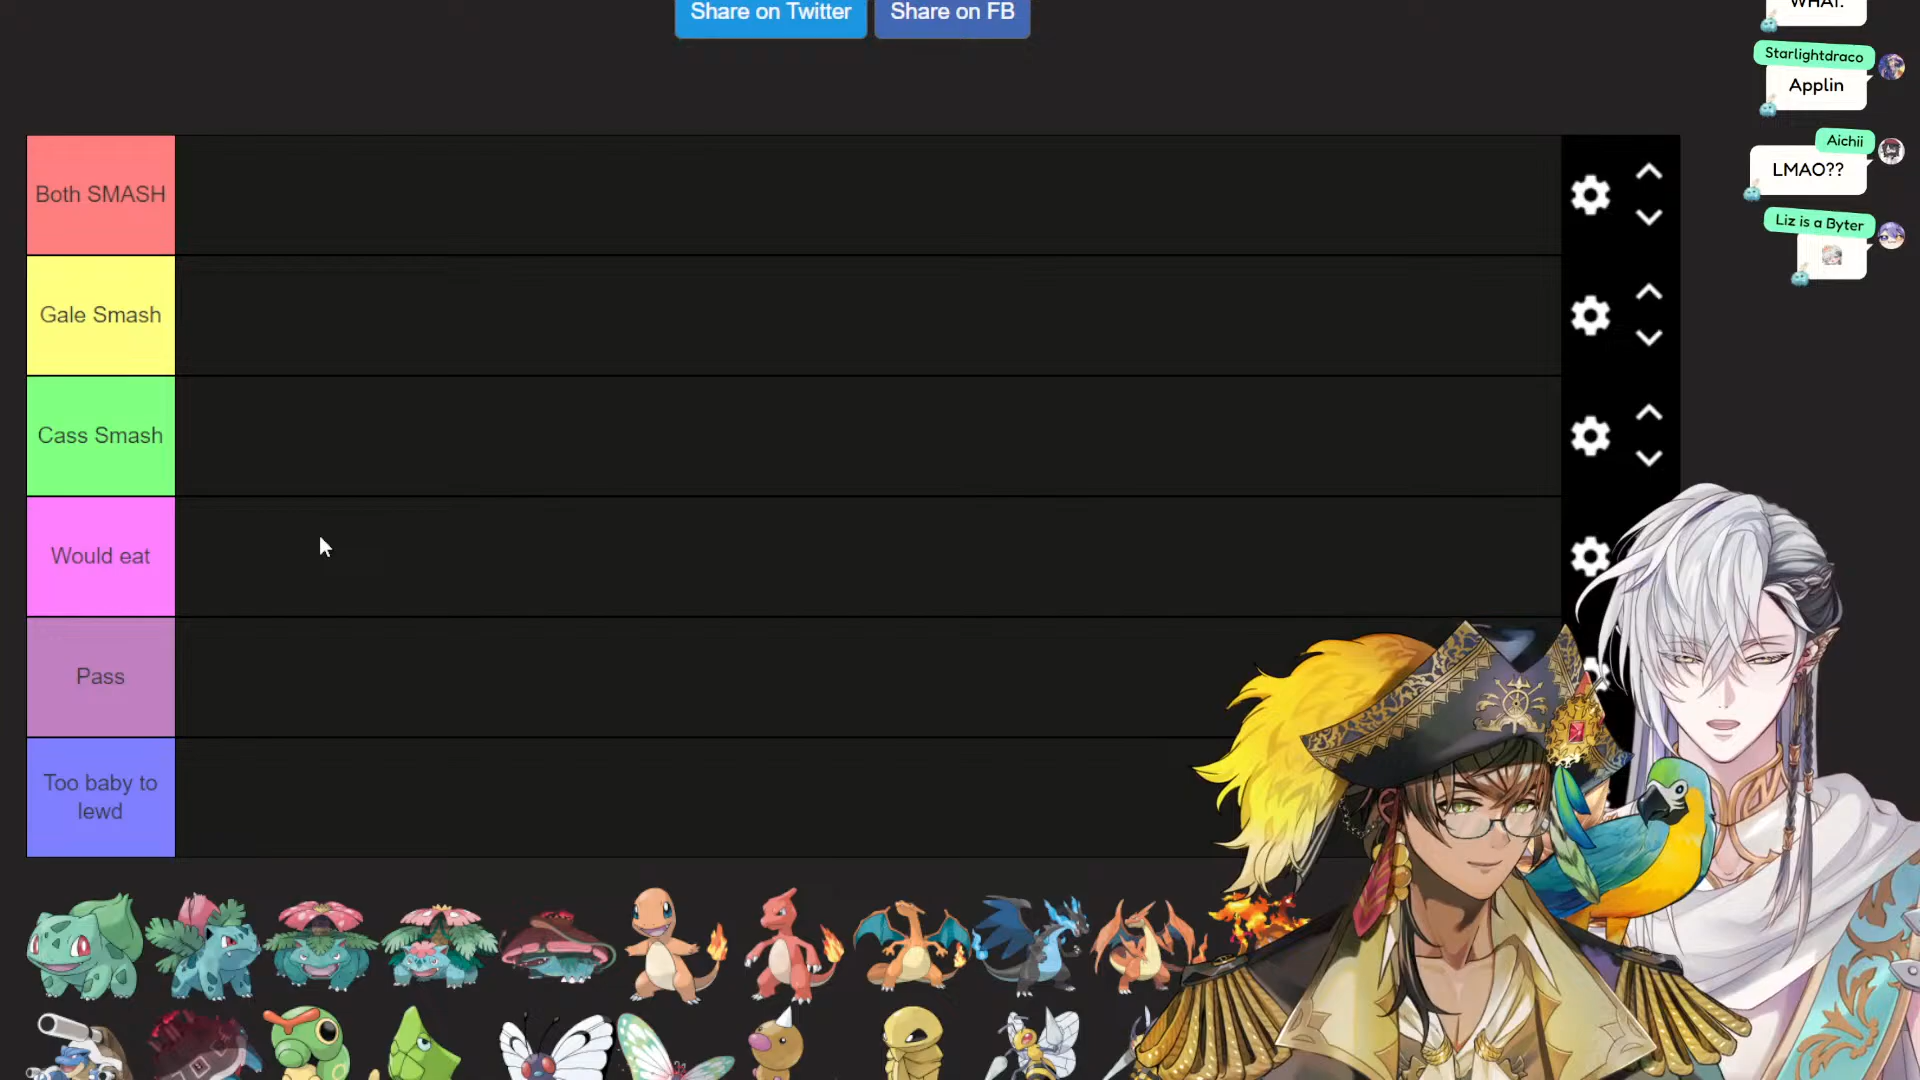 Share on Twitter
Share on FB
WHAT.
Starlightdraco
Applin
Aichii
LMAO??
Liz is a Byter
Both SMASH
Gale Smash
Cass Smash
Would eat
Pass
Too baby to
lewd